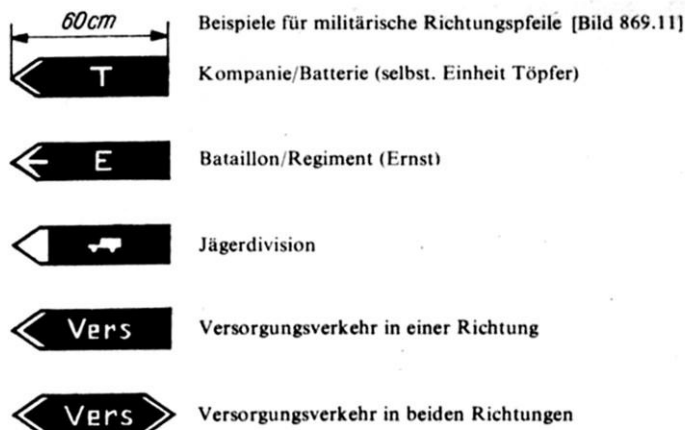 60cm
Beispiele für militärische Richtungspfeile [Bild 869.11]
T
Kompanie/Batterie (selbst. Einheit Töpfer)
E
Bataillon/Regiment (Ernst)
Jägerdivision
Vers
Versorgungsverkehr in einer Richtung
Vers
Versorgungsverkehr in beiden Richtungen